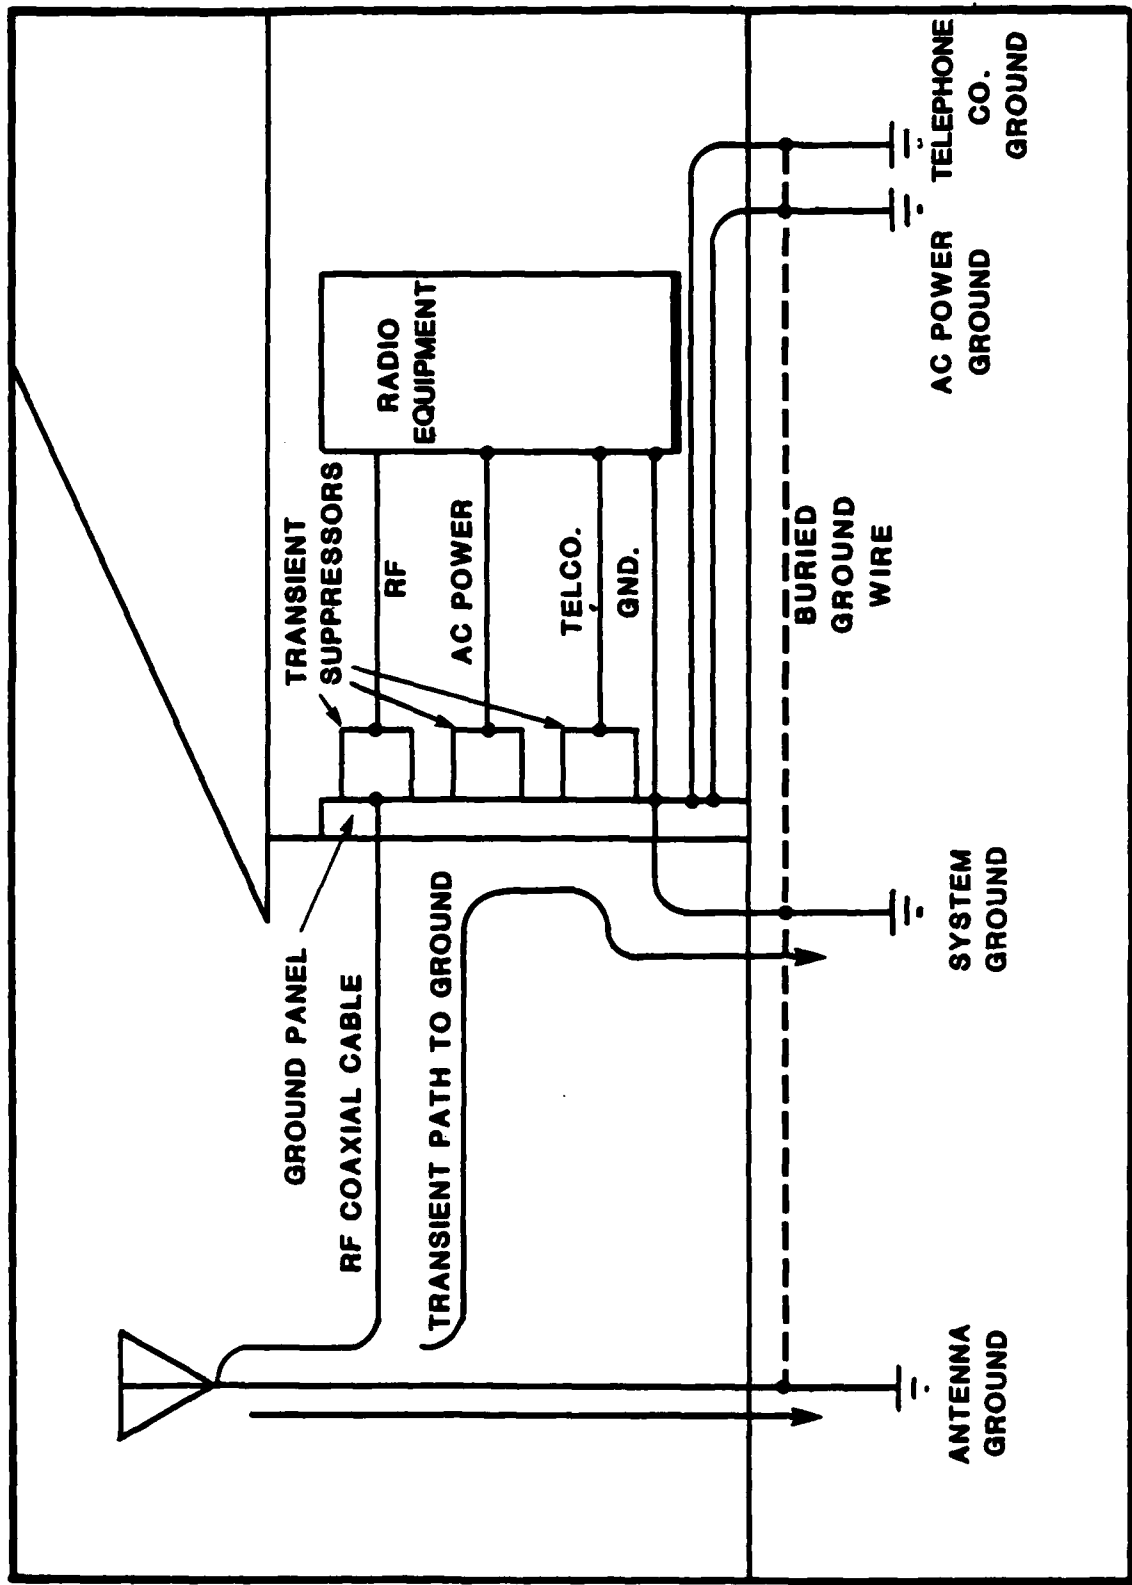 GROUND PANEL
RF COAXIAL CABLE
TRANSIENT PATH TO GROUND
TRANSIENT
SUPPRESSORS
RF
AC POWER
TELCO.
GND.
RADIO
EQUIPMENT
BURIED
GROUND
WIRE
ANTENNA
GROUND
SYSTEM
GROUND
AC POWER
GROUND
TELEPHONE
CO.
GROUND